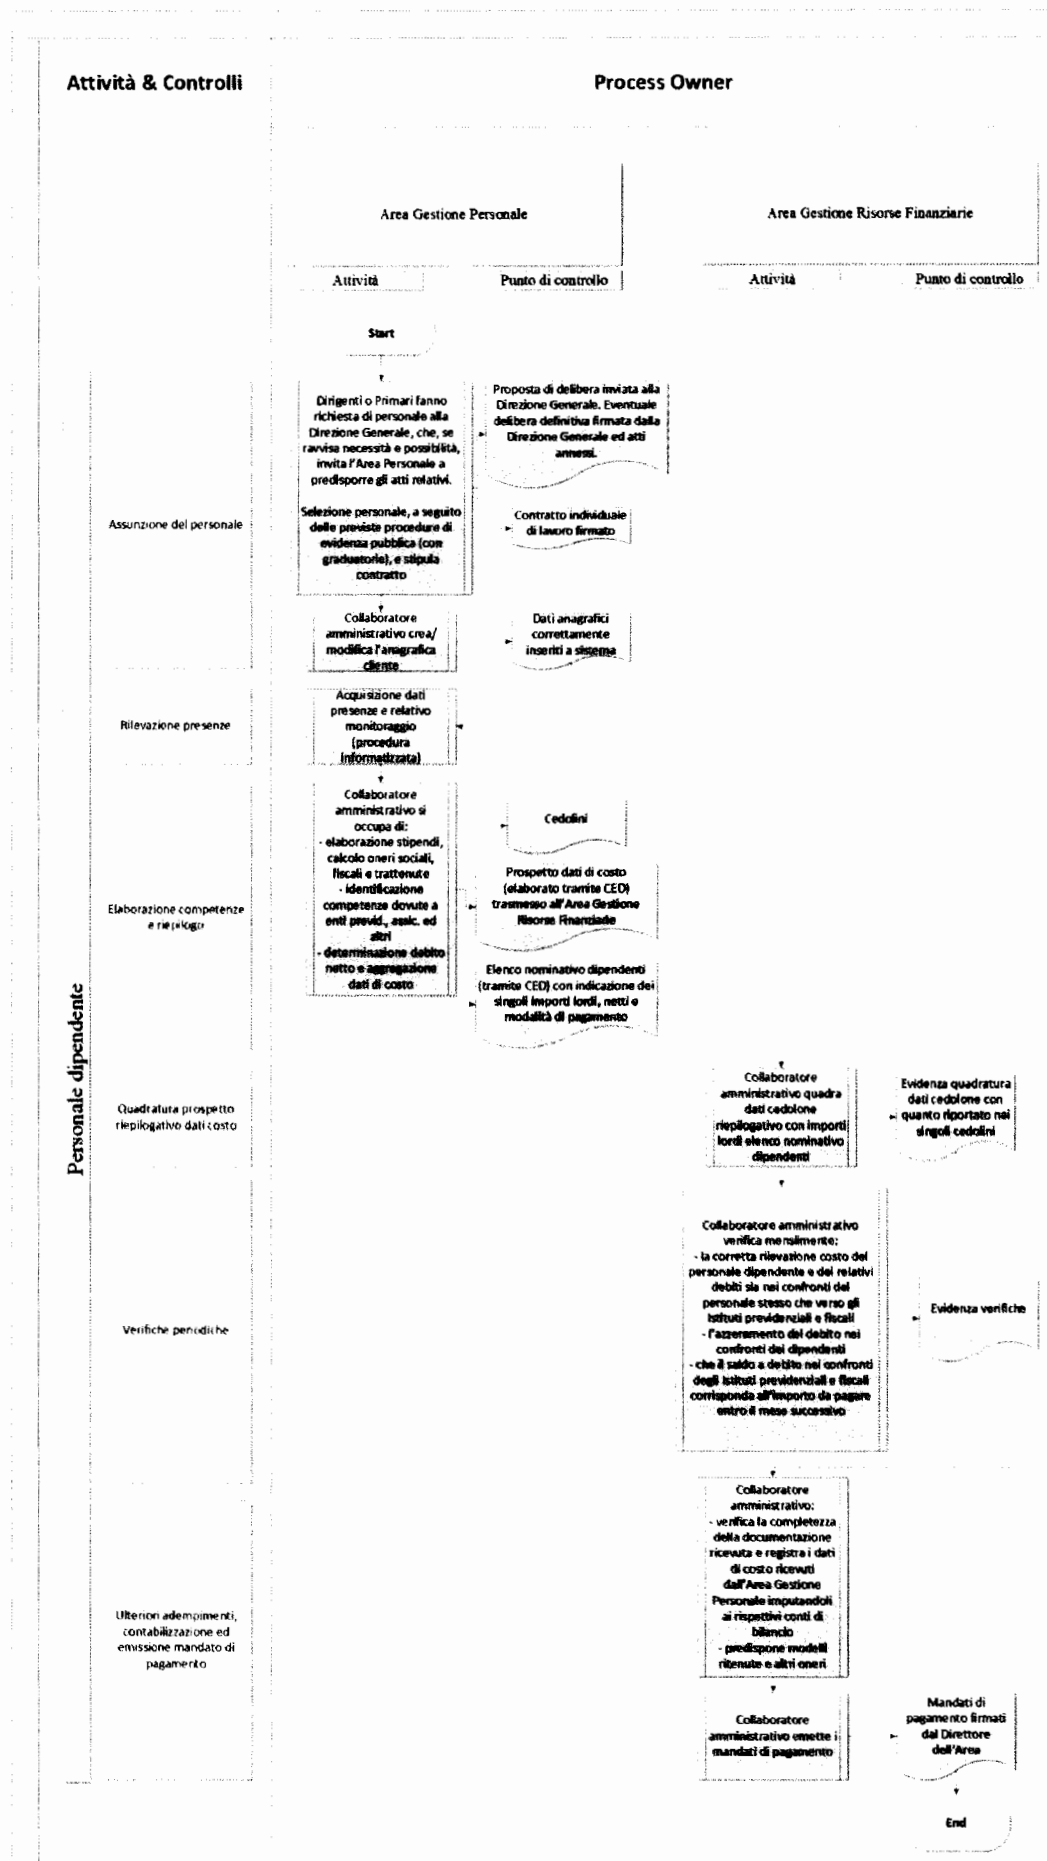 Attività & Controlli
Process Owner
Area Gestione Personale
Area Gestione Risorse Finanziarie
Attività
Punto di controllo
Attività
Punto di controllo
Start
Personale dipendente
Assunzione del personale
Dirigenti o Primari fanno
richiesta di personale alla
Direzione Generale, che, se
ravvisa necessità e possibilità,
invita l'Area Personale a
predisporre gli atti relativi.
Selezione personale, a seguito
delle previste procedure di
evidenza pubblica (con
graduatorie), e stipula
contratto
Proposta di delibera inviata alla
Direzione Generale. Eventuale
delibera definitiva firmata dalla
Direzione Generale ed atti
annessi.
Contratto individuale
di lavoro firmato
Collaboratore
amministrativo crea/
modifica l'anagrafica
cliente
Dati anagrafici
correttamente
inseriti a sistema
Rilevazione presenze
Acquisizione dati
presenze e relativo
monitoraggio
(procedura
informatizzata)
Elaborazione competenze
e riepilogo
Collaboratore
amministrativo si
occupa di:
- elaborazione stipendi,
calcolo oneri sociali,
fiscali e trattenute
- identificazione
competenze dovute a
enti previd., assic. ed
altri
- determinazione debito
netto e aggregazione
dati di costo
Cedolini
Prospetto dati di costo
(elaborato tramite CED)
trasmesso all'Area Gestione
Risorse Finanziarie
Elenco nominativo dipendenti
(tramite CED) con indicazione dei
singoli importi lordi, netti e
modalità di pagamento
Quadratura prospetto
riepilogativo dati costo
Collaboratore
amministrativo quadra
dati cedolone
riepilogativo con importi
lordi elenco nominativo
dipendenti
Evidenza quadratura
dati cedolone con
quanto riportato nei
singoli cedolini
Verifiche periodiche
Collaboratore amministrativo
verifica mensilmente:
- la corretta rilevazione costo del
personale dipendente e dei relativi
debiti sia nei confronti del
personale stesso che verso gli
Istituti previdenziali e fiscali
- l'azzeramento del debito nei
confronti dei dipendenti
- che il saldo a debito nei confronti
degli Istituti previdenziali e fiscali
corrisponda all'importo da pagare
entro il mese successivo
Evidenza verifiche
Ulteriori adempimenti,
contabilizzazione ed
emissione mandato di
pagamento
Collaboratore
amministrativo:
- verifica la completezza
della documentazione
ricevuta e registra i dati
di costo ricevuti
dall'Area Gestione
Personale imputandoli
ai rispettivi conti di
bilancio
- predispone modelli
ritenute e altri oneri
Collaboratore
amministrativo emette i
mandati di pagamento
Mandati di
pagamento firmati
dal Direttore
dell'Area
End